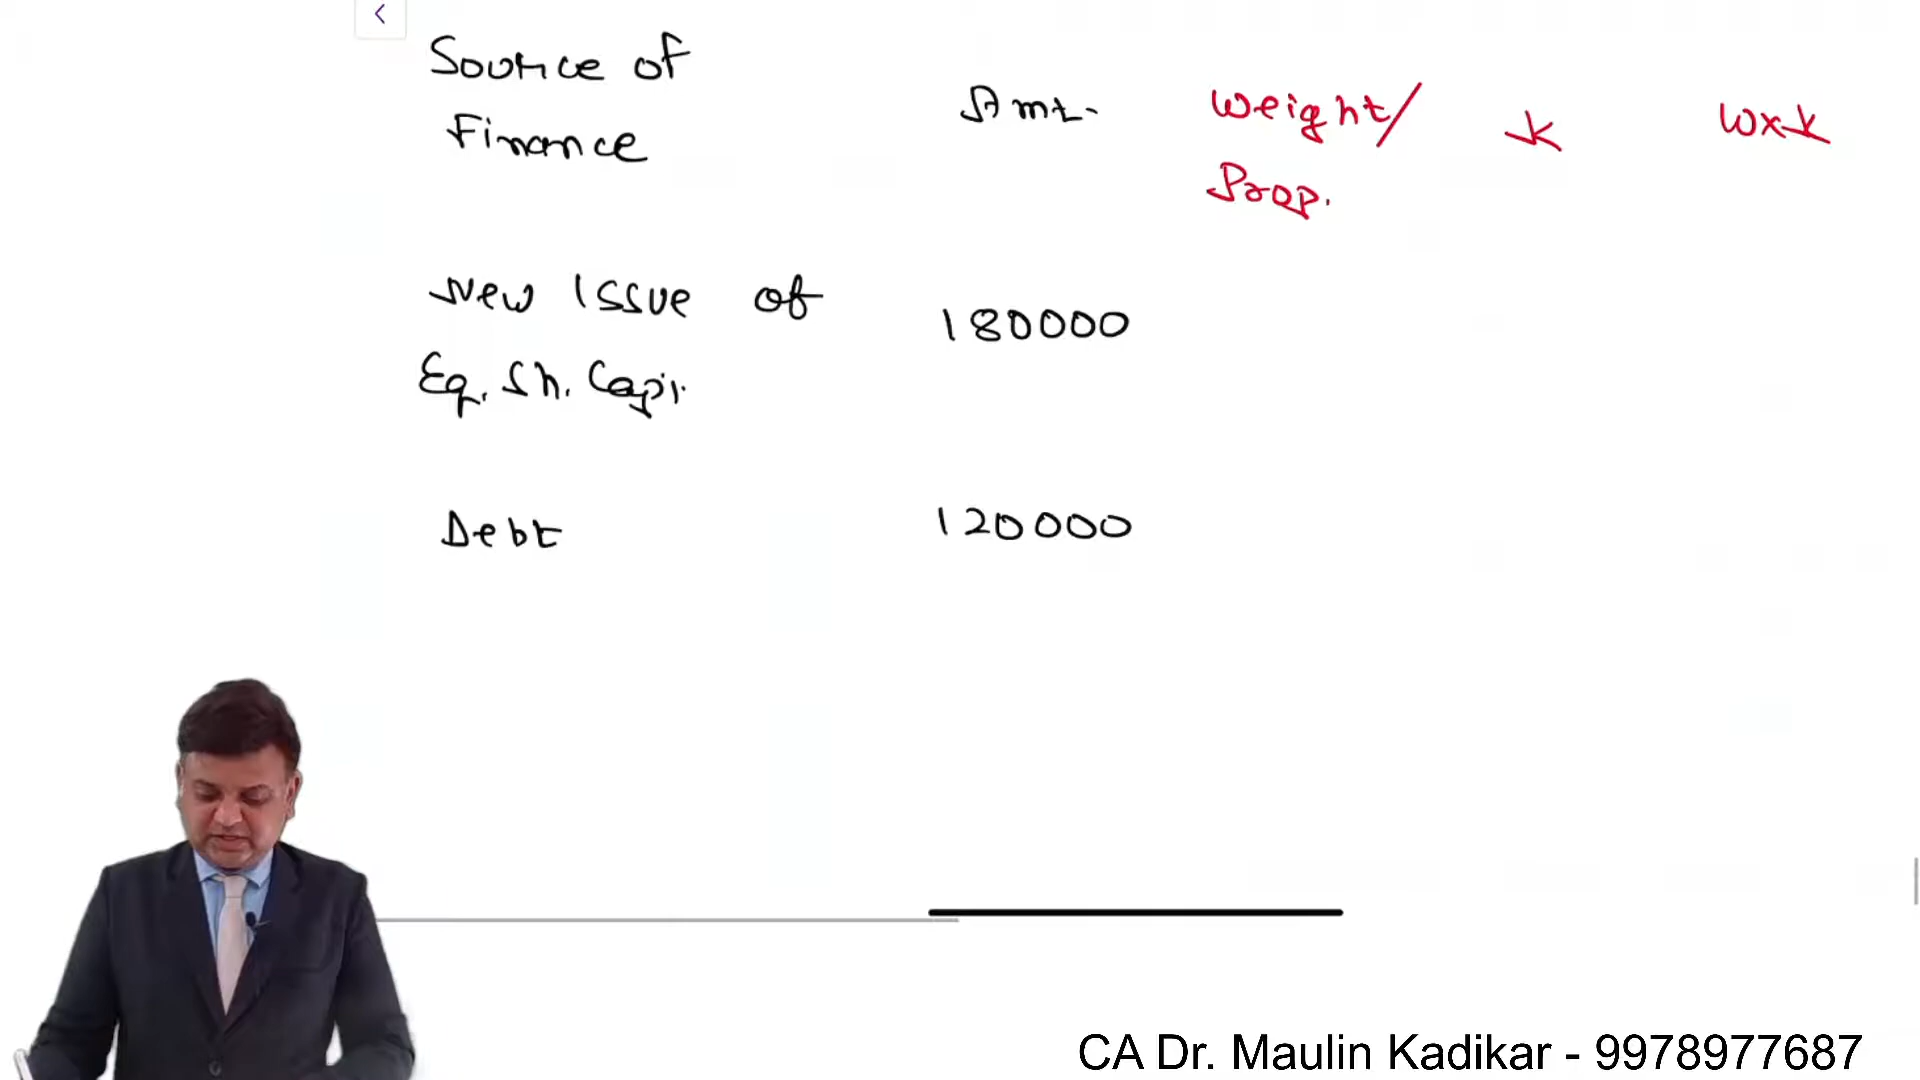 Source of
Finance
Amt.
Weight/
Prop.
K
W×K
New Issue of
Eq. Sh. Capi.
180000
Debt
120000
CA Dr. Maulin Kadikar - 9978977687